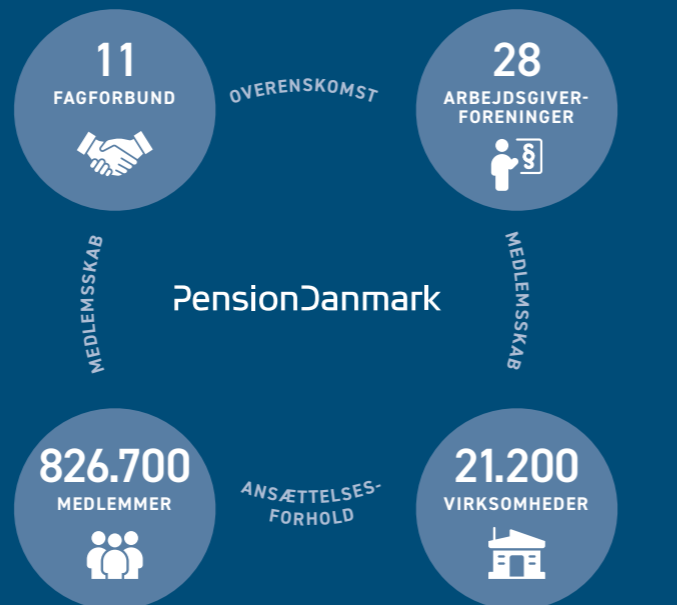 11
FAGFORBUND
OVERENSKOMST
28
ARBEJDSGIVER-
FORENINGER
§
MEDLEMSSKAB
PensionDanmark
MEDLEMSSKAB
826.700
MEDLEMMER
ANSÆTTELSES-
FORHOLD
21.200
VIRKSOMHEDER